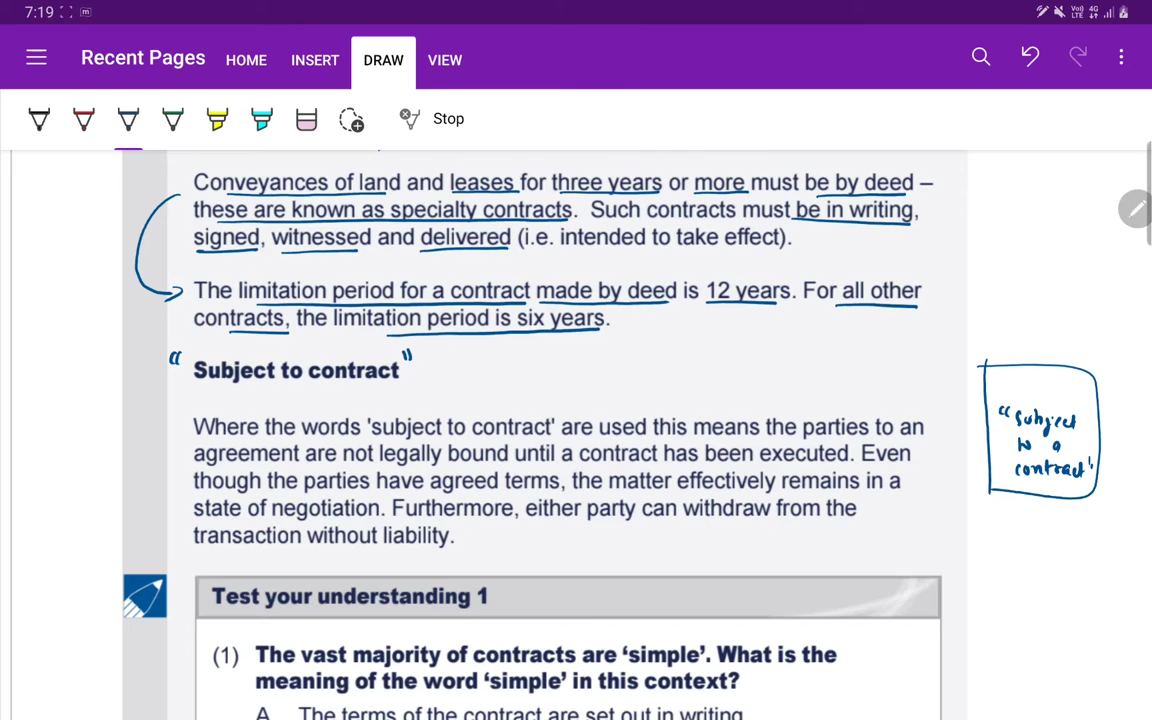 7:19 m Vo) LTE 4G
Recent Pages HOME INSERT DRAW VIEW
Stop
Conveyances of land and leases for three years or more must be by deed –
these are known as specialty contracts. Such contracts must be in writing,
signed, witnessed and delivered (i.e. intended to take effect).
The limitation period for a contract made by deed is 12 years. For all other
contracts, the limitation period is six years.
“ Subject to contract ”
Where the words 'subject to contract' are used this means the parties to an
agreement are not legally bound until a contract has been executed. Even
though the parties have agreed terms, the matter effectively remains in a
state of negotiation. Furthermore, either party can withdraw from the
transaction without liability.
“subject
to a
contract"
Test your understanding 1
(1) The vast majority of contracts are ‘simple’. What is the
meaning of the word ‘simple’ in this context?
A The terms of the contract are set out in writing.